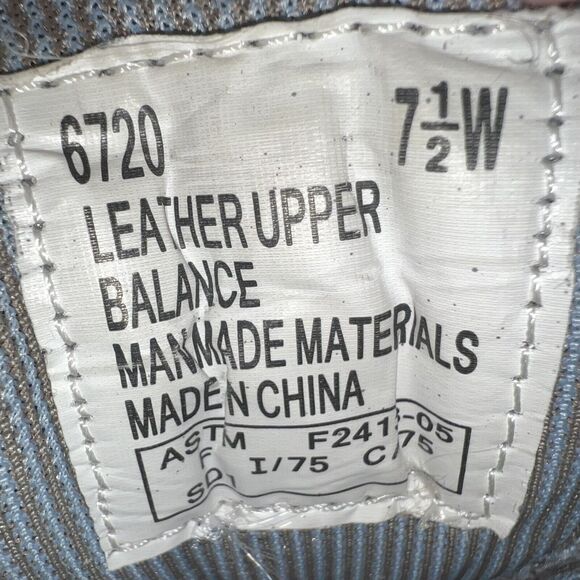 6720 7½W
LEATHER UPPER
BALANCE
MANMADE MATERIALS
MADE IN CHINA
ASTM F2413-05
F I/75 C/75
SD